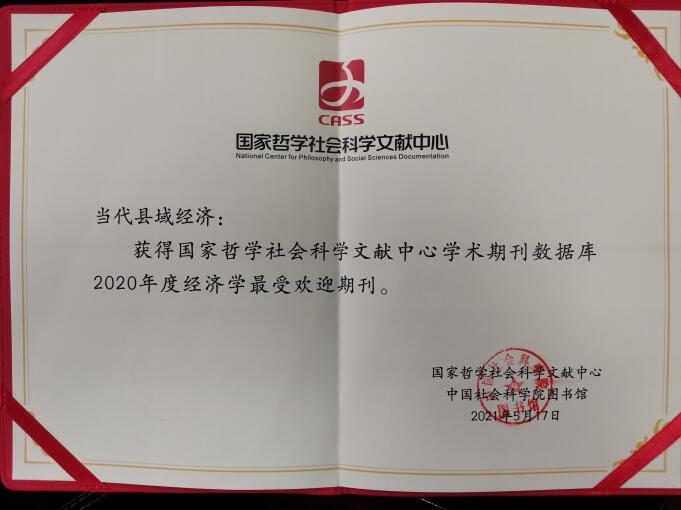 CASS
国家哲学社会科学文献中心
National Center for Philosophy and Social Sciences Documentation
当代县域经济：
获得国家哲学社会科学文献中心学术期刊数据库
2020年度经济学最受欢迎期刊。
国家哲学社会科学文献中心
中国社会科学院图书馆
2021年5月17日